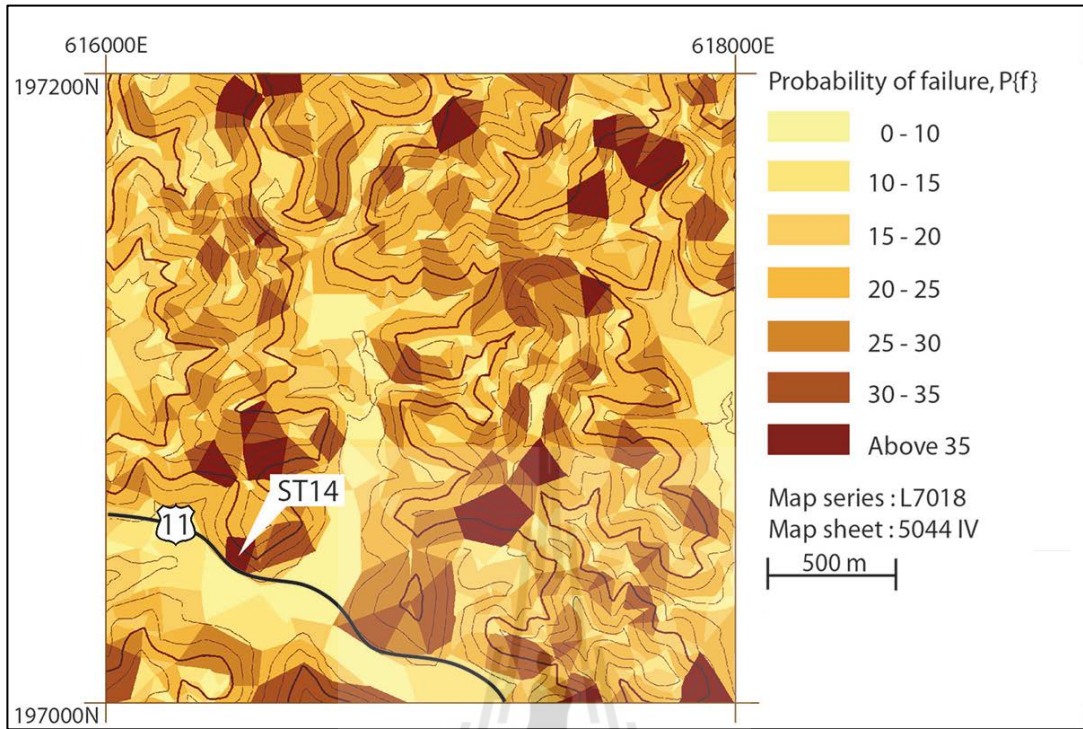 616000E
618000E
197200N
Probability of failure, P{f}
0 - 10
10 - 15
15 - 20
20 - 25
25 - 30
30 - 35
Above 35
ST14
11
Map series : L7018
Map sheet : 5044 IV
500 m
197000N